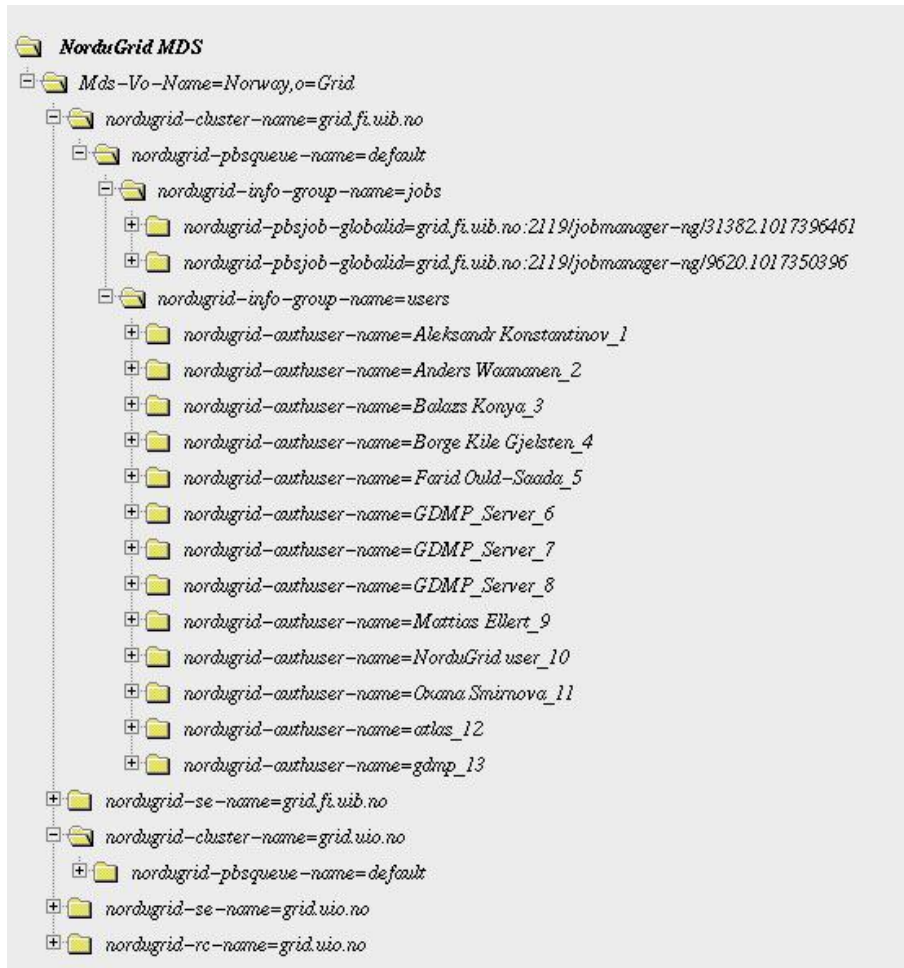 NorduGrid MDS
Mds-Vo-Name=Norway,o=Grid
nordugrid-cluster-name=grid.fi.uib.no
nordugrid-pbsqueue-name=default
nordugrid-info-group-name=jobs
nordugrid-pbsjob-globalid=grid.fi.uib.no:2119/jobmanager-ng/31382.1017396461
nordugrid-pbsjob-globalid=grid.fi.uib.no:2119/jobmanager-ng/9620.1017350396
nordugrid-info-group-name=users
nordugrid-authuser-name=Aleksandr Konstantinov_1
nordugrid-authuser-name=Anders Waananen_2
nordugrid-authuser-name=Balazs Konya_3
nordugrid-authuser-name=Borge Kile Gjelsten_4
nordugrid-authuser-name=Farid Ould-Saada_5
nordugrid-authuser-name=GDMP_Server_6
nordugrid-authuser-name=GDMP_Server_7
nordugrid-authuser-name=GDMP_Server_8
nordugrid-authuser-name=Mattias Ellert_9
nordugrid-authuser-name=NorduGrid user_10
nordugrid-authuser-name=Oxana Smirnova_11
nordugrid-authuser-name=atlas_12
nordugrid-authuser-name=gdmp_13
nordugrid-se-name=grid.fi.uib.no
nordugrid-cluster-name=grid.uio.no
nordugrid-pbsqueue-name=default
nordugrid-se-name=grid.uio.no
nordugrid-rc-name=grid.uio.no